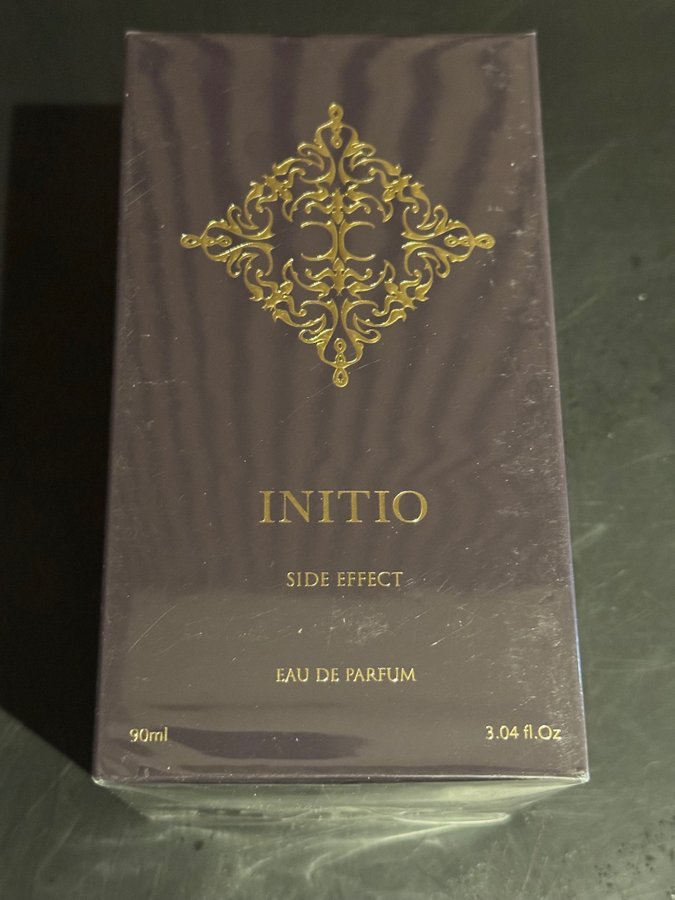 INITIO
SIDE EFFECT
EAU DE PARFUM
90ml
3.04 fl.Oz